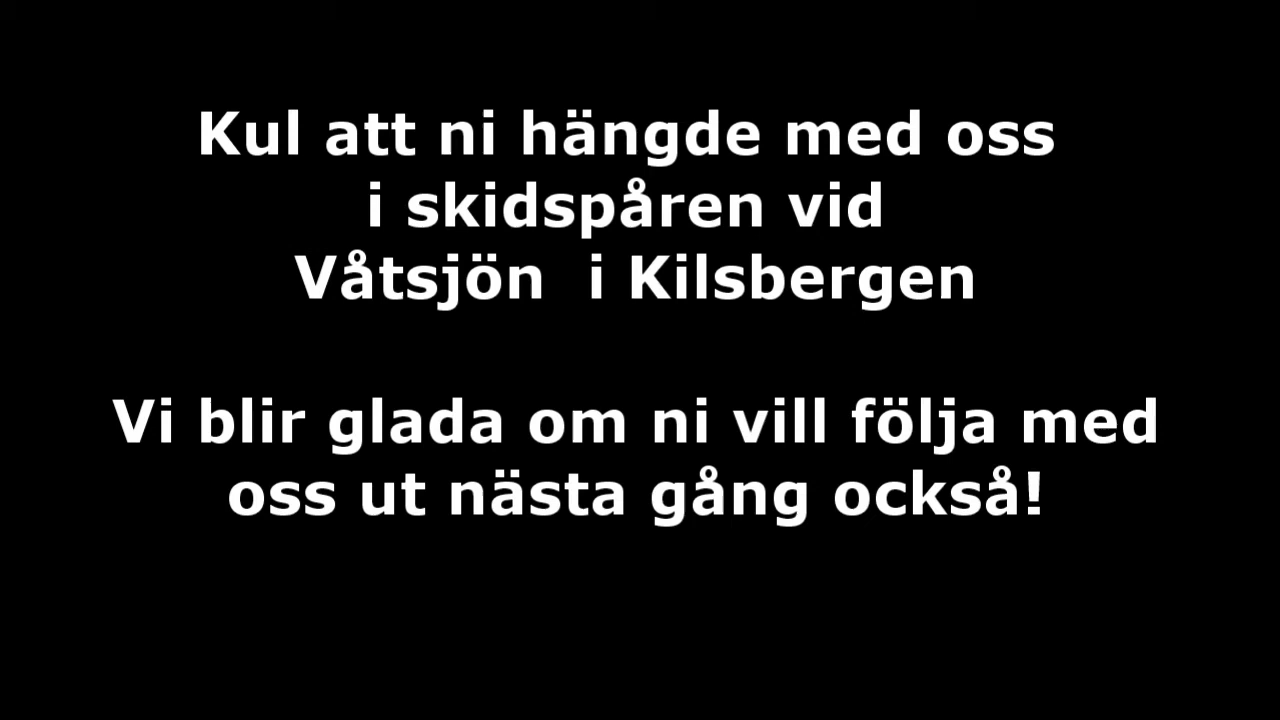 Kul att ni hängde med oss
i skidspåren vid
Våtsjön  i Kilsbergen
Vi blir glada om ni vill följa med
oss ut nästa gång också!